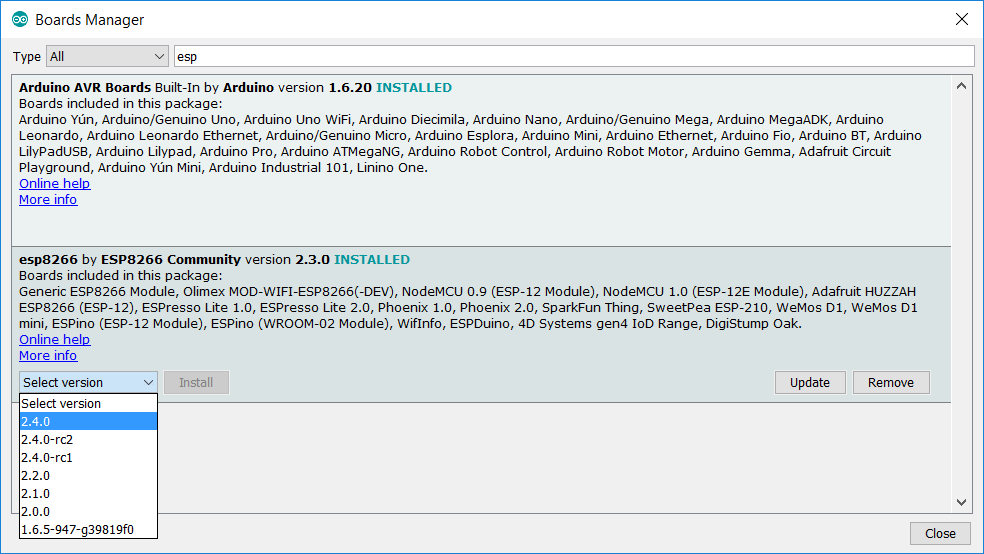 Boards Manager
Type All esp
Arduino AVR Boards Built-In by Arduino version 1.6.20 INSTALLED
Boards included in this package:
Arduino Yún, Arduino/Genuino Uno, Arduino Uno WiFi, Arduino Diecimila, Arduino Nano, Arduino/Genuino Mega, Arduino MegaADK, Arduino
Leonardo, Arduino Leonardo Ethernet, Arduino/Genuino Micro, Arduino Esplora, Arduino Mini, Arduino Ethernet, Arduino Fio, Arduino BT, Arduino
LilyPadUSB, Arduino Lilypad, Arduino Pro, Arduino ATMegaNG, Arduino Robot Control, Arduino Robot Motor, Arduino Gemma, Adafruit Circuit
Playground, Arduino Yún Mini, Arduino Industrial 101, Linino One.
Online help
More info
esp8266 by ESP8266 Community version 2.3.0 INSTALLED
Boards included in this package:
Generic ESP8266 Module, Olimex MOD-WIFI-ESP8266(-DEV), NodeMCU 0.9 (ESP-12 Module), NodeMCU 1.0 (ESP-12E Module), Adafruit HUZZAH
ESP8266 (ESP-12), ESPresso Lite 1.0, ESPresso Lite 2.0, Phoenix 1.0, Phoenix 2.0, SparkFun Thing, SweetPea ESP-210, WeMos D1, WeMos D1
mini, ESPino (ESP-12 Module), ESPino (WROOM-02 Module), WifInfo, ESPDuino, 4D Systems gen4 IoD Range, DigiStump Oak.
Online help
More info
Select version Install Update Remove
Select version
2.4.0
2.4.0-rc2
2.4.0-rc1
2.2.0
2.1.0
2.0.0
1.6.5-947-g39819f0
Close